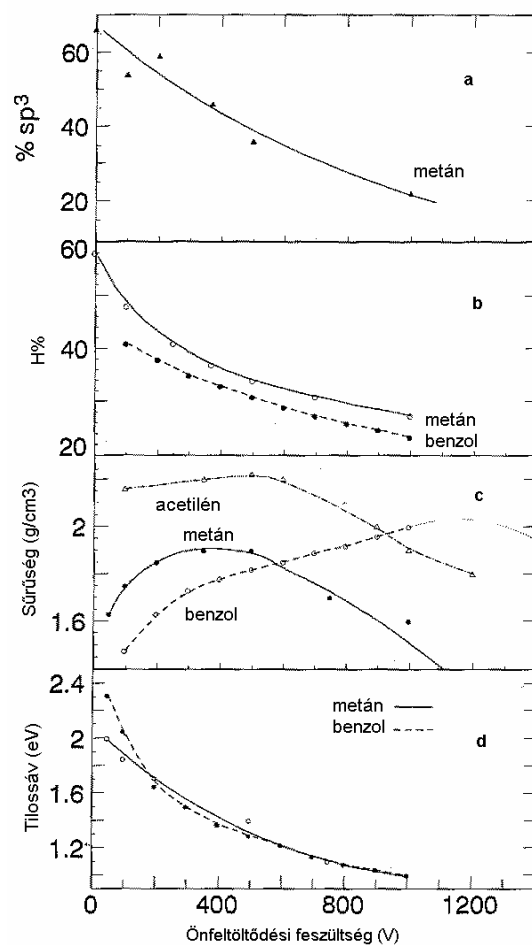 60
40
20
% sp3
a
metán
60
40
20
H%
b
metán
benzol
2
1.6
Sűrűség (g/cm3)
acetilén
c
metán
benzol
2.4
2
1.6
1.2
Tilossáv (eV)
metán
benzol
d
0 400 800 1200
Önfeltöltődési feszültség (V)